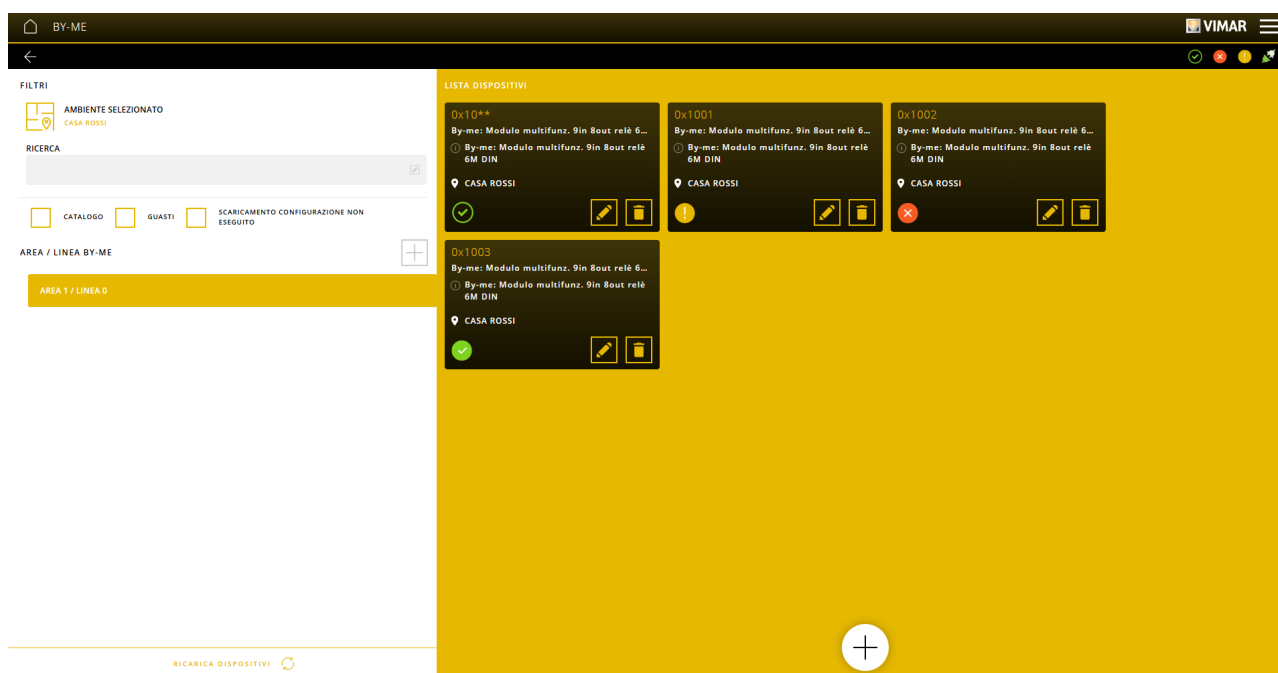 BY-ME
VIMAR
FILTRI
AMBIENTE SELEZIONATO
CASA ROSSI
RICERCA
CATALOGO
GUASTI
SCARICAMENTO CONFIGURAZIONE NON
ESEGUITO
AREA / LINEA BY-ME
AREA 1 / LINEA 0
RICARICA DISPOSITIVI
LISTA DISPOSITIVI
0x10**
By-me: Modulo multifunz. 9in 8out relè 6...
By-me: Modulo multifunz. 9in 8out relè
6M DIN
CASA ROSSI
0x1001
By-me: Modulo multifunz. 9in 8out relè 6...
By-me: Modulo multifunz. 9in 8out relè
6M DIN
CASA ROSSI
0x1002
By-me: Modulo multifunz. 9in 8out relè 6...
By-me: Modulo multifunz. 9in 8out relè
6M DIN
CASA ROSSI
0x1003
By-me: Modulo multifunz. 9in 8out relè 6...
By-me: Modulo multifunz. 9in 8out relè
6M DIN
CASA ROSSI